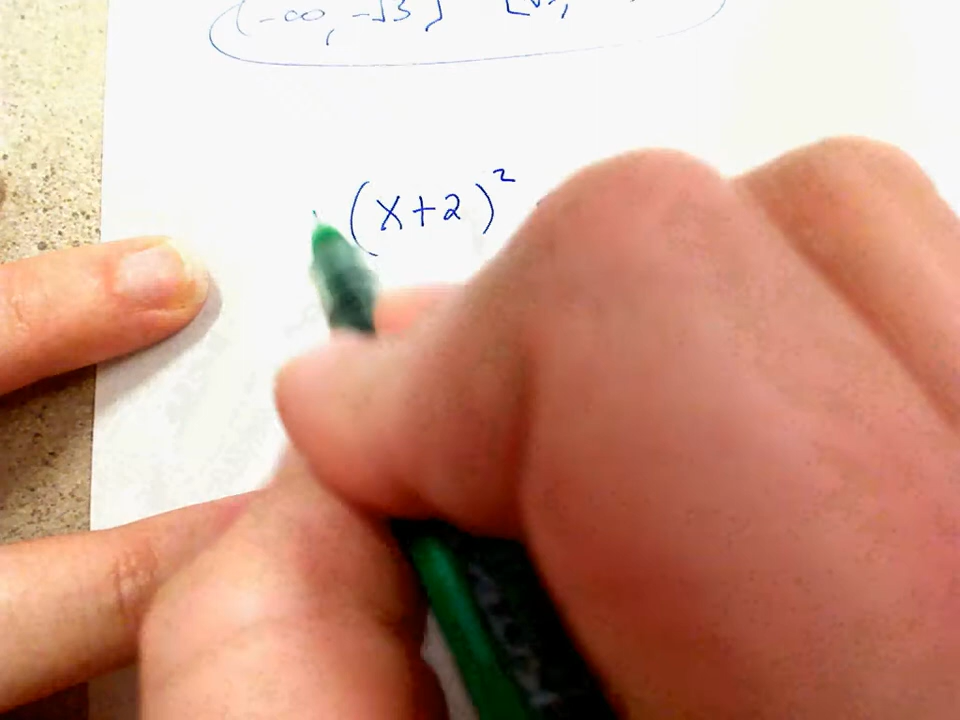 (-∞, -√3]
(x+2)²